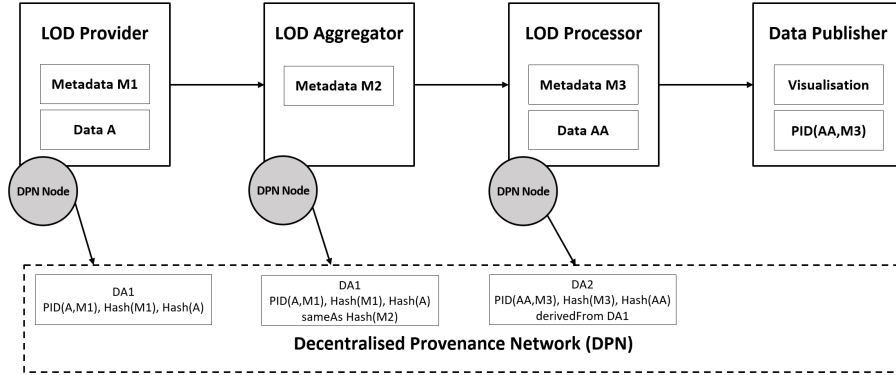 LOD Provider
Metadata M1
Data A
DPN Node
LOD Aggregator
Metadata M2
DPN Node
LOD Processor
Metadata M3
Data AA
DPN Node
Data Publisher
Visualisation
PID(AA,M3)
DA1
PID(A,M1), Hash(M1), Hash(A)
DA1
PID(A,M1), Hash(M1), Hash(A)
sameAs Hash(M2)
DA2
PID(AA,M3), Hash(M3), Hash(AA)
derivedFrom DA1
Decentralised Provenance Network (DPN)